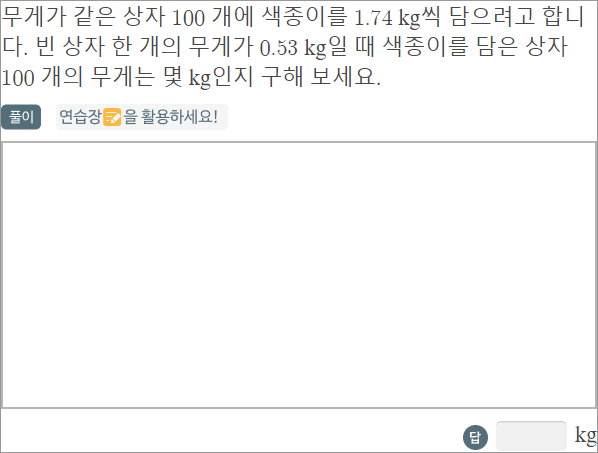 무게가 같은 상자 100 개에 색종이를 1.74 kg씩 담으려고 합니
다. 빈 상자 한 개의 무게가 0.53 kg일 때 색종이를 담은 상자
100 개의 무게는 몇 kg인지 구해 보세요.
풀이 연습장 을 활용하세요!
답 kg